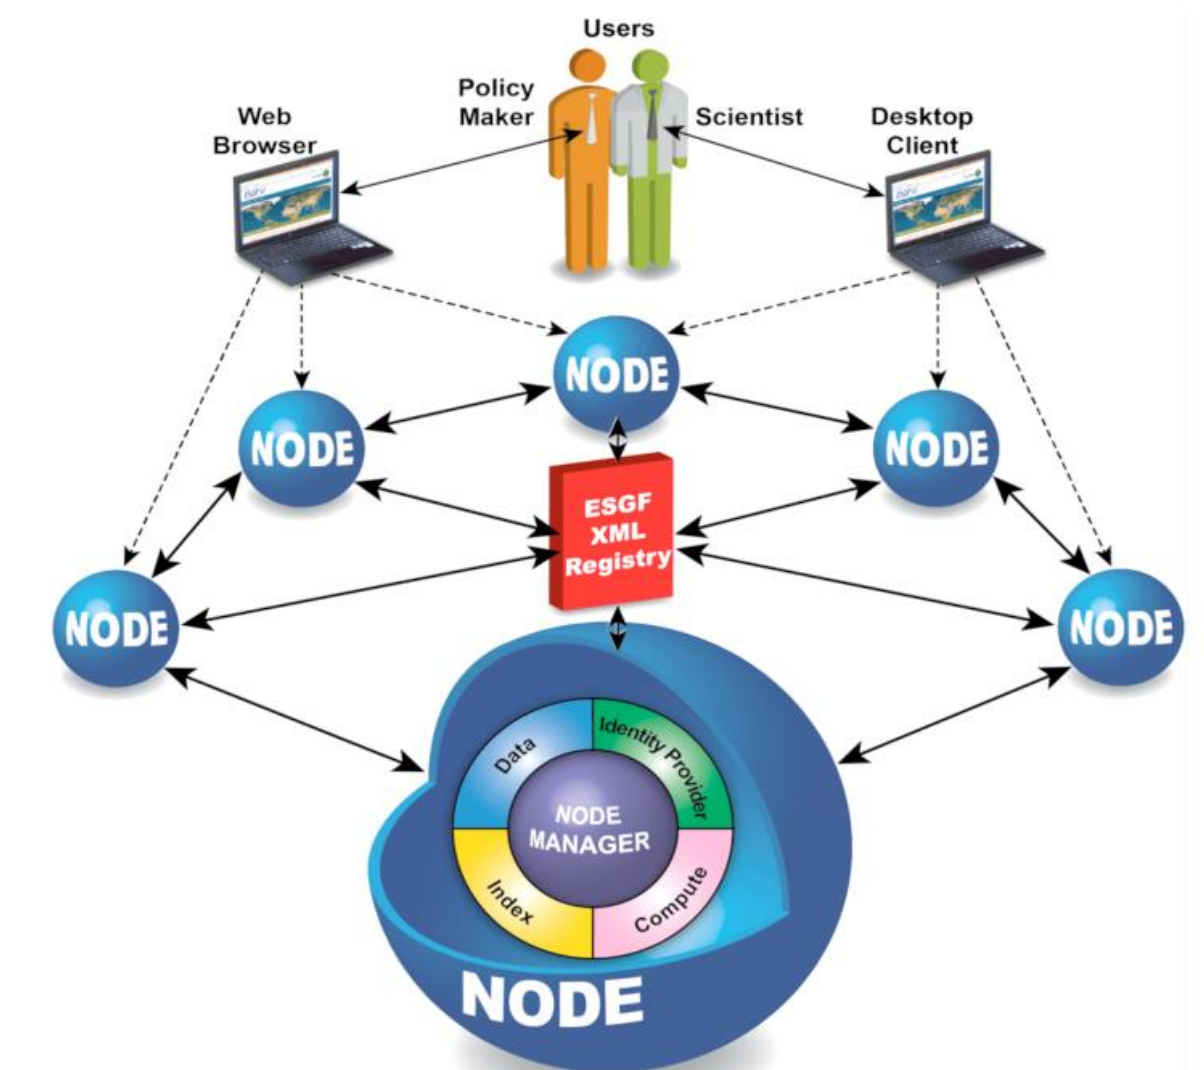 Users
Policy
Maker
Scientist
Web
Browser
Desktop
Client
NODE
NODE
NODE
ESGF
XML
Registry
NODE
NODE
Data
Identity Provider
NODE
MANAGER
Index
Compute
NODE